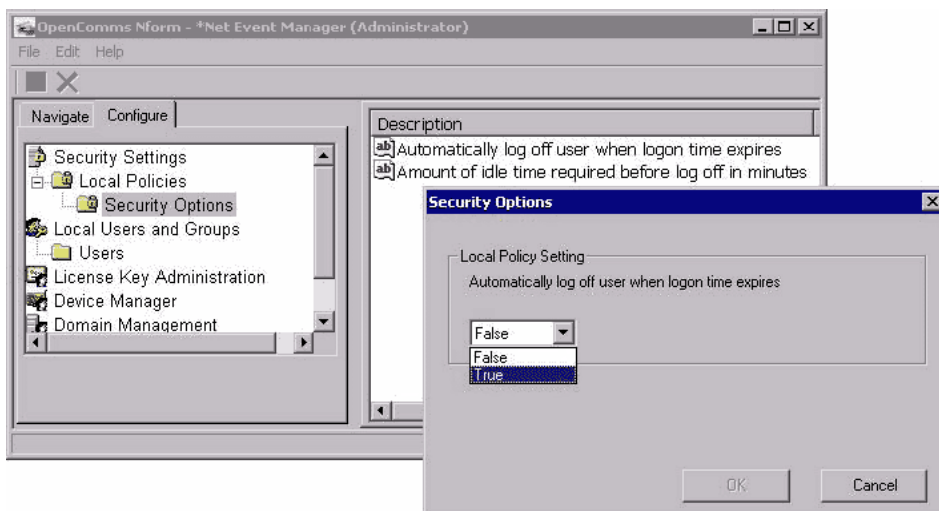 OpenComms Nform - *Net Event Manager (Administrator)
File Edit Help
Navigate Configure
Security Settings
Local Policies
Security Options
Local Users and Groups
Users
License Key Administration
Device Manager
Domain Management
Description
ab Automatically log off user when logon time expires
ab Amount of idle time required before log off in minutes
Security Options
Local Policy Setting
Automatically log off user when logon time expires
False
False
True
OK Cancel